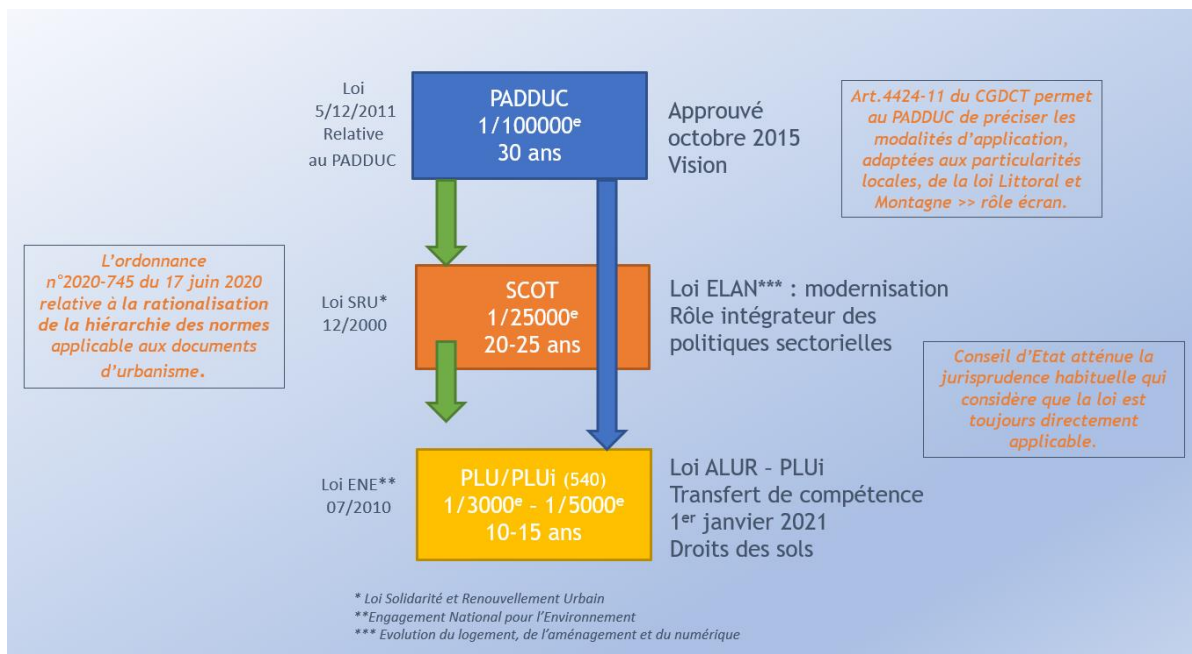 Loi
5/12/2011
Relative
au PADDUC
PADDUC
1/100000e
30 ans
Approuvé
octobre 2015
Vision
Art.4424-11 du CGDCT permet
au PADDUC de préciser les
modalités d’application,
adaptées aux particularités
locales, de la loi Littoral et
Montagne >> rôle écran.
L’ordonnance
n°2020-745 du 17 juin 2020
relative à la rationalisation
de la hiérarchie des normes
applicable aux documents
d’urbanisme.
Loi SRU*
12/2000
SCOT
1/25000e
20-25 ans
Loi ELAN*** : modernisation
Rôle intégrateur des
politiques sectorielles
Conseil d’Etat atténue la
jurisprudence habituelle qui
considère que la loi est
toujours directement
applicable.
Loi ENE**
07/2010
PLU/PLUi (540)
1/3000e - 1/5000e
10-15 ans
Loi ALUR – PLUi
Transfert de compétence
1er janvier 2021
Droits des sols
* Loi Solidarité et Renouvellement Urbain
**Engagement National pour l’Environnement
*** Evolution du logement, de l’aménagement et du numérique